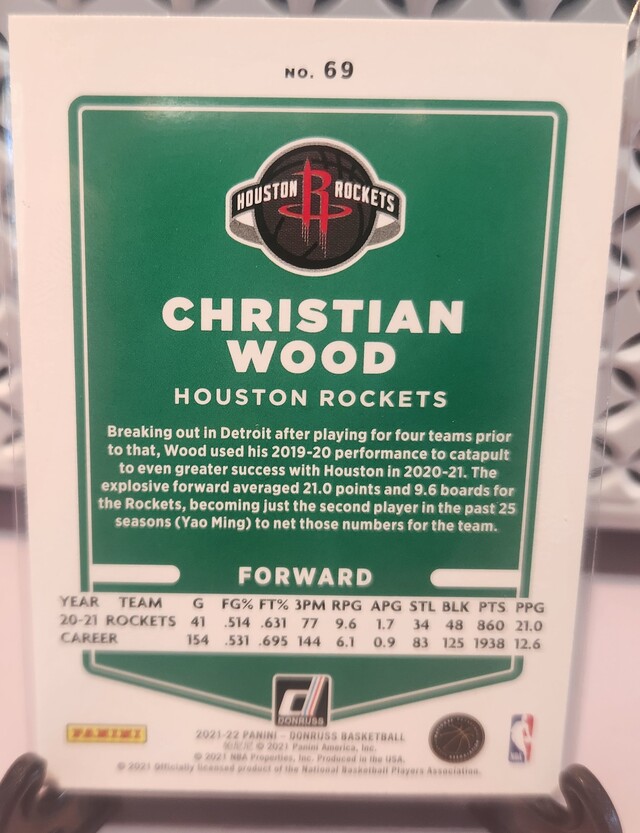 NO. 69
HOUSTON ROCKETS
CHRISTIAN
WOOD
HOUSTON ROCKETS
Breaking out in Detroit after playing for four teams prior
to that, Wood used his 2019-20 performance to catapult
to even greater success with Houston in 2020-21. The
explosive forward averaged 21.0 points and 9.6 boards for
the Rockets, becoming just the second player in the past 25
seasons (Yao Ming) to net those numbers for the team.
FORWARD
YEAR TEAM G FG% FT% 3PM RPG APG STL BLK PTS PPG
20-21 ROCKETS 41 .514 .631 77 9.6 1.7 34 48 860 21.0
CAREER 154 .531 .695 144 6.1 0.9 83 125 1938 12.6
DONRUSS
PANINI
2021-22 PANINI - DONRUSS BASKETBALL
© 2021 Panini America, Inc.
© 2021 NBA Properties, Inc. Produced in the USA.
© 2021 Officially licensed product of the National Basketball Players Association.